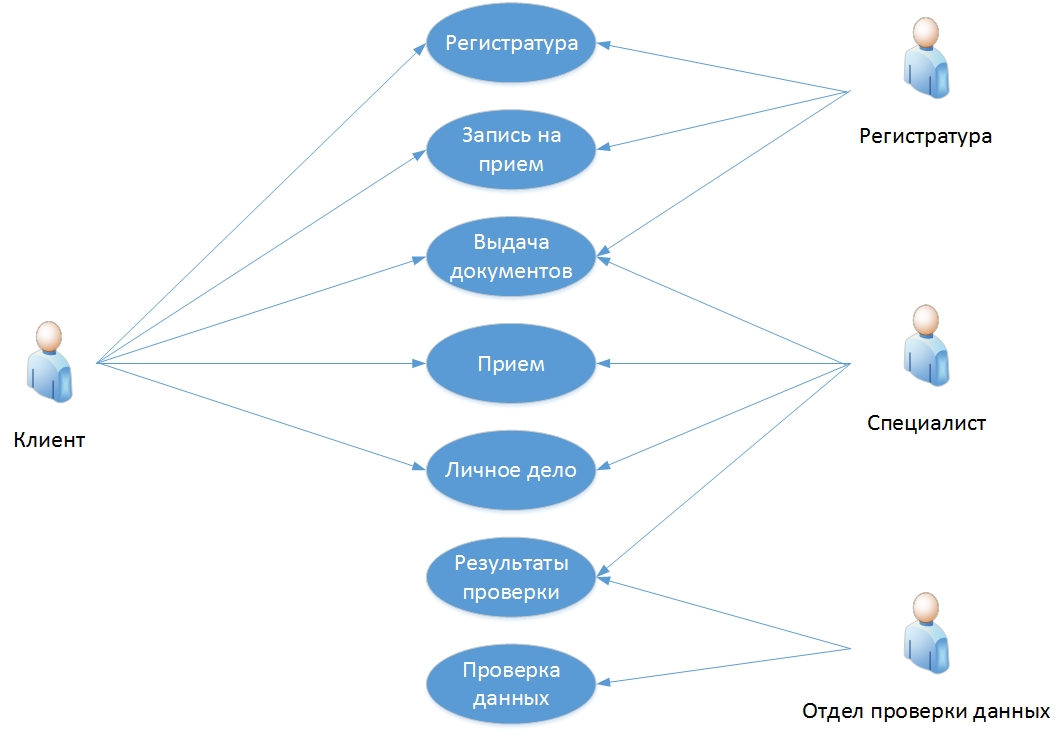 Регистратура
Запись на
прием
Выдача
документов
Прием
Личное дело
Результаты
проверки
Проверка
данных
Клиент
Регистратура
Специалист
Отдел проверки данных